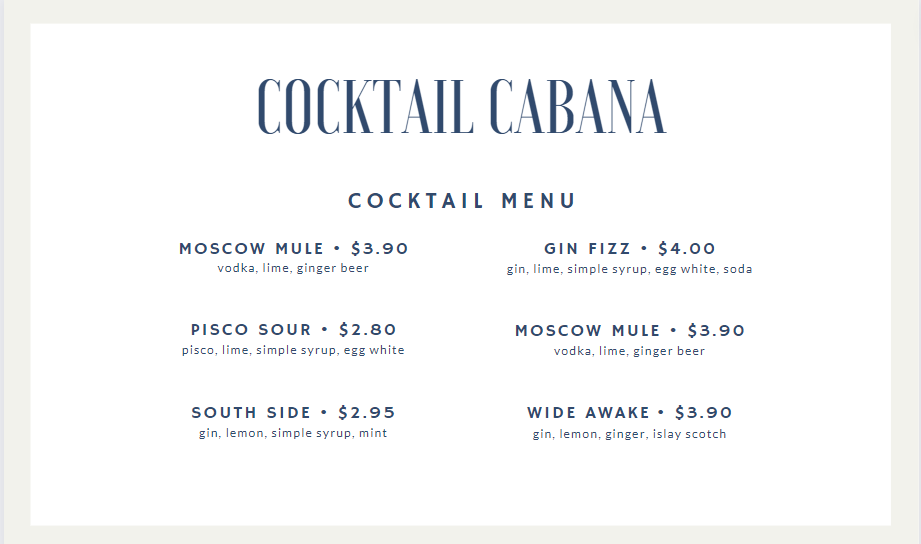 COCKTAIL CABANA
COCKTAIL MENU
MOSCOW MULE • $3.90
vodka, lime, ginger beer
PISCO SOUR • $2.80
pisco, lime, simple syrup, egg white
SOUTH SIDE • $2.95
gin, lemon, simple syrup, mint
GIN FIZZ • $4.00
gin, lime, simple syrup, egg white, soda
MOSCOW MULE • $3.90
vodka, lime, ginger beer
WIDE AWAKE • $3.90
gin, lemon, ginger, islay scotch